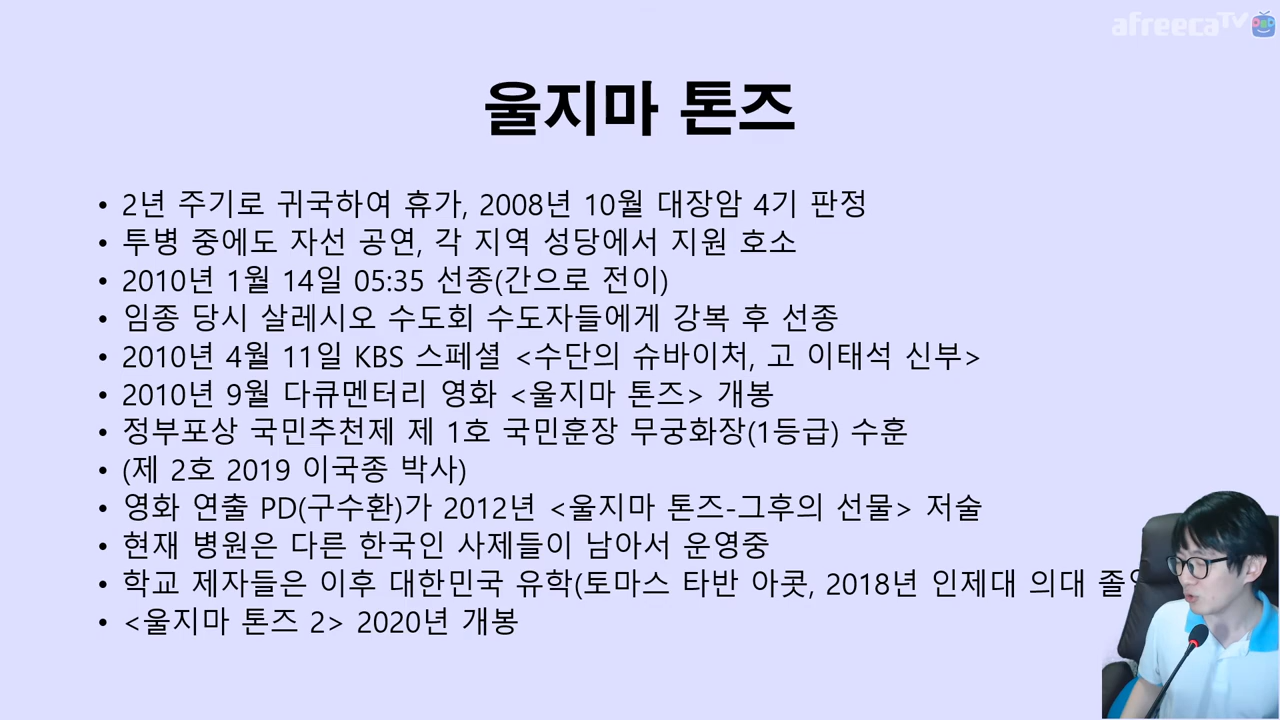 afreecaTV
울지마 톤즈
• 2년 주기로 귀국하여 휴가, 2008년 10월 대장암 4기 판정
• 투병 중에도 자선 공연, 각 지역 성당에서 지원 호소
• 2010년 1월 14일 05:35 선종(간으로 전이)
• 임종 당시 살레시오 수도회 수도자들에게 강복 후 선종
• 2010년 4월 11일 KBS 스페셜 <수단의 슈바이처, 고 이태석 신부>
• 2010년 9월 다큐멘터리 영화 <울지마 톤즈> 개봉
• 정부포상 국민추천제 제 1호 국민훈장 무궁화장(1등급) 수훈
• (제 2호 2019 이국종 박사)
• 영화 연출 PD(구수환)가 2012년 <울지마 톤즈-그후의 선물> 저술
• 현재 병원은 다른 한국인 사제들이 남아서 운영중
• 학교 제자들은 이후 대한민국 유학(토마스 타반 아콧, 2018년 인제대 의대
• <울지마 톤즈 2> 2020년 개봉